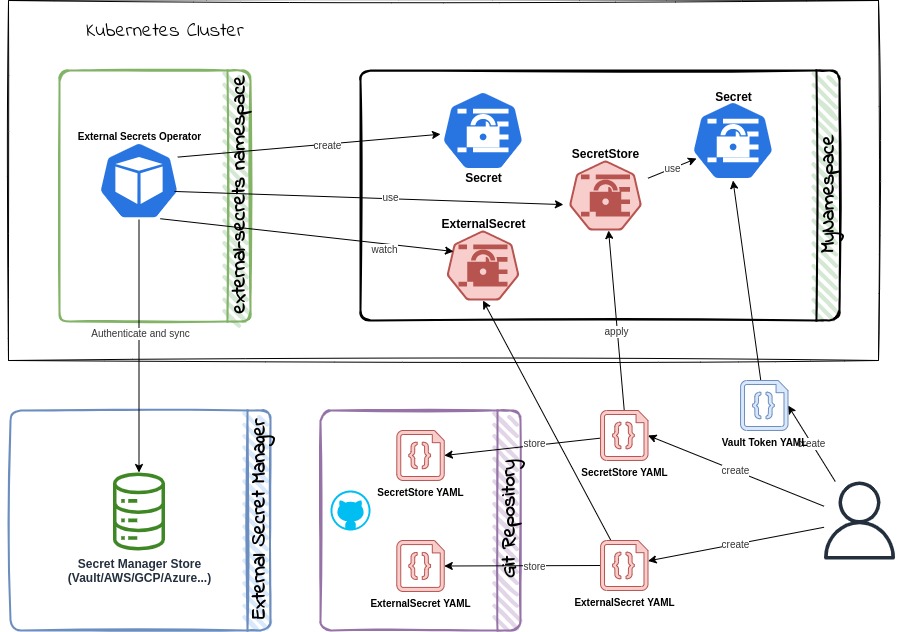 Kubernetes Cluster
External Secrets Operator
external-secrets namespace
create
Secret
SecretStore
use
Secret
use
ExternalSecret
watch
MyNamespace
Authenticate and sync
apply
External Secret Manager
Secret Manager Store
(Vault/AWS/GCP/Azure...)
Git Repository
SecretStore YAML
ExternalSecret YAML
store
store
SecretStore YAML
ExternalSecret YAML
Vault Token YAML
create
create
create